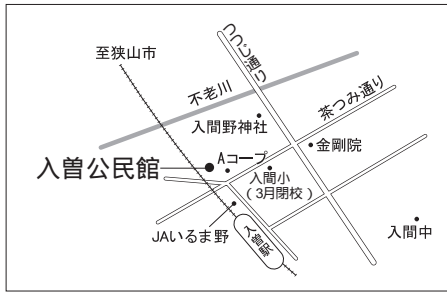 至狭山市
つつじ通り
不老川
茶つみ通り
入間野神社
入曽公民館
Aコープ
金剛院
入間小
（3月閉校）
入間中
JAいるま野
入曽駅